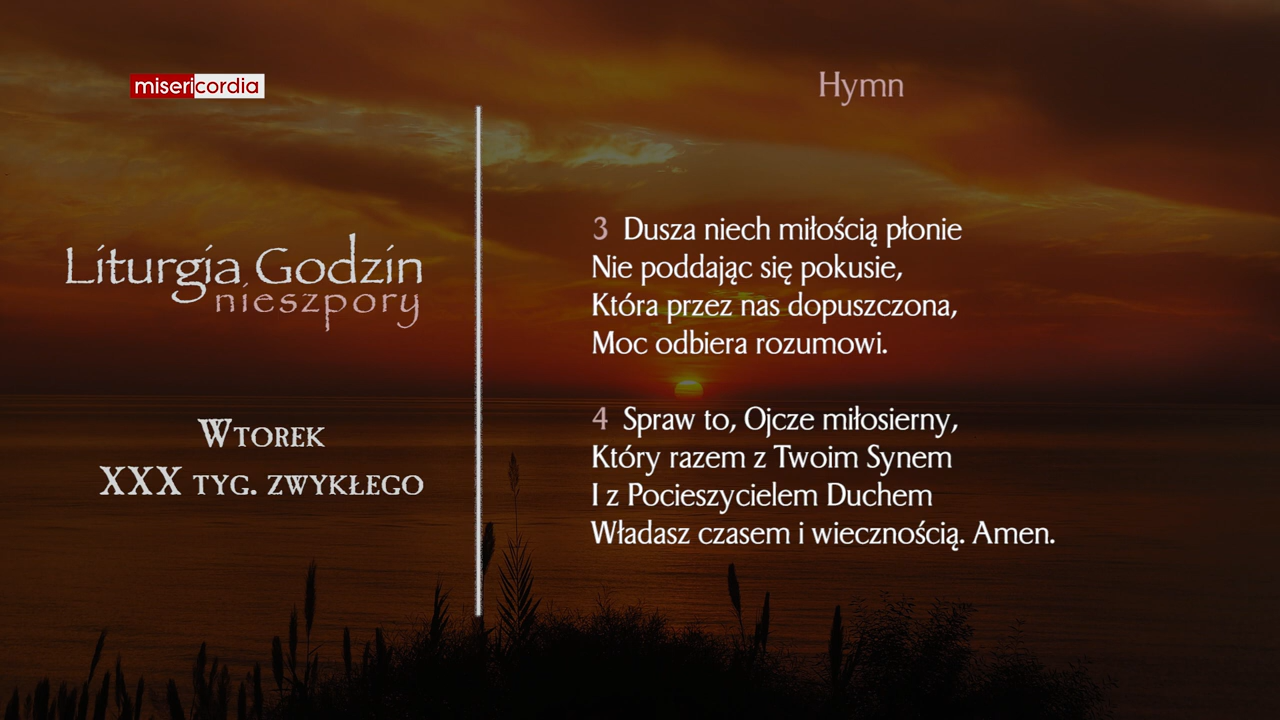 misericordia
Liturgia Godzin
nieszpory
Wtorek
XXX tyg. zwykłego
Hymn
3 Dusza niech miłością płonie
Nie poddając się pokusie,
Która przez nas dopuszczona,
Moc odbiera rozumowi.
4 Spraw to, Ojcze miłosierny,
Który razem z Twoim Synem
I z Pocieszycielem Duchem
Władasz czasem i wiecznością. Amen.